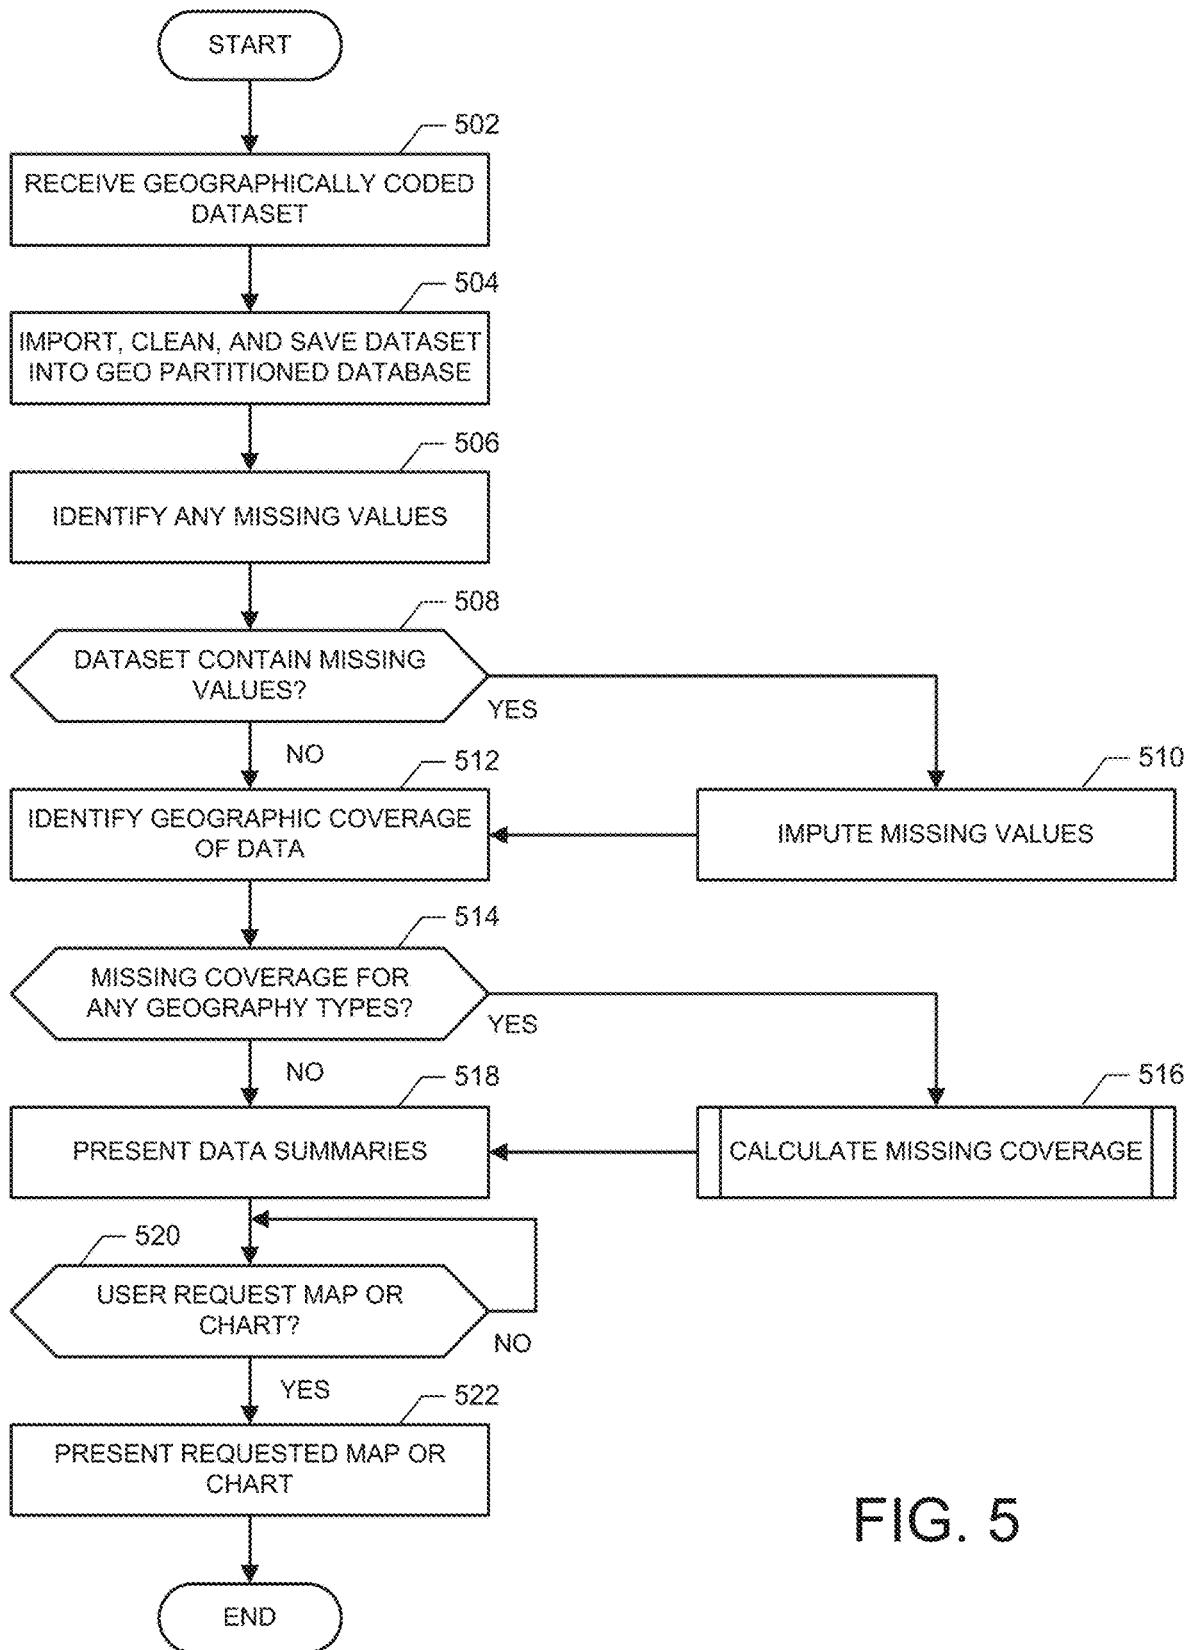 START
502
RECEIVE GEOGRAPHICALLY CODED
DATASET
504
IMPORT, CLEAN, AND SAVE DATASET
INTO GEO PARTITIONED DATABASE
506
IDENTIFY ANY MISSING VALUES
508
DATASET CONTAIN MISSING
VALUES?
YES
NO
512
IDENTIFY GEOGRAPHIC COVERAGE
OF DATA
510
IMPUTE MISSING VALUES
514
MISSING COVERAGE FOR
ANY GEOGRAPHY TYPES?
YES
NO
518
PRESENT DATA SUMMARIES
516
CALCULATE MISSING COVERAGE
520
USER REQUEST MAP OR
CHART?
NO
YES
522
PRESENT REQUESTED MAP OR
CHART
END
FIG. 5